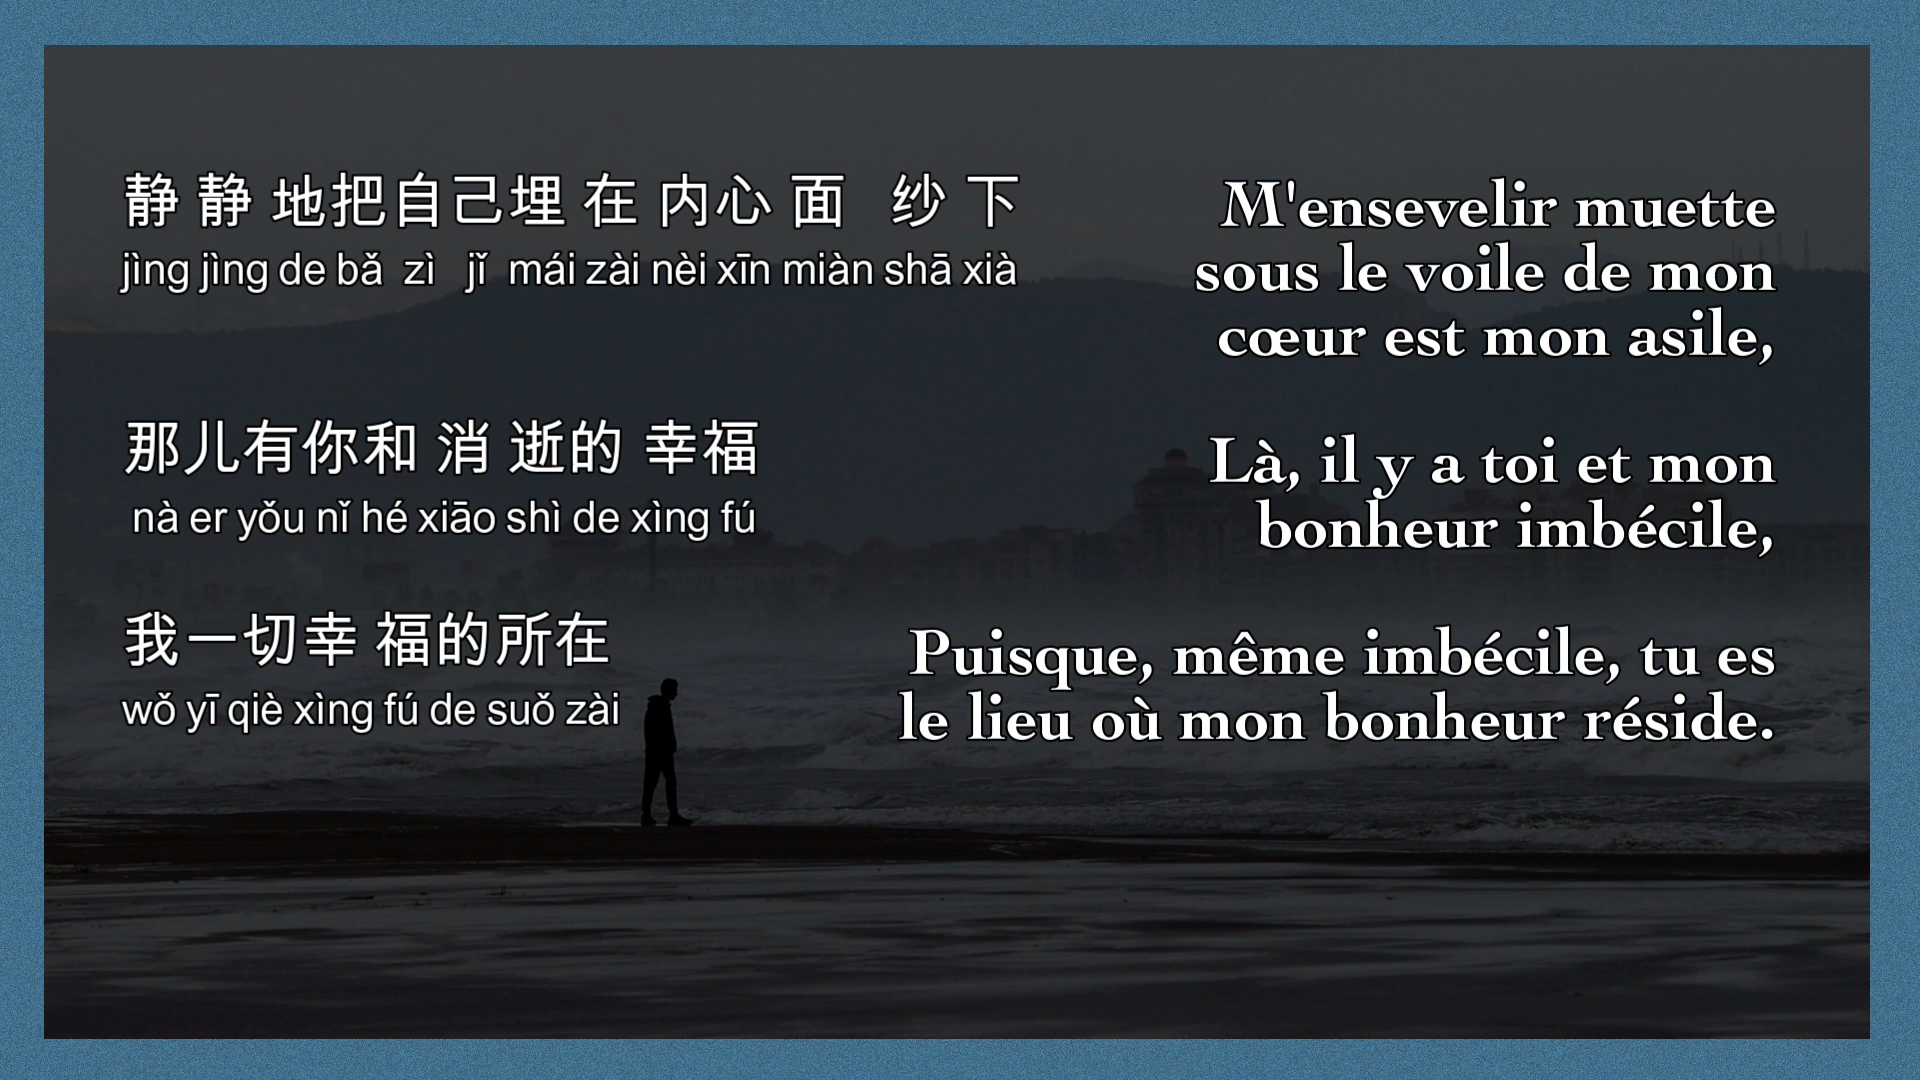 静静地把自己埋在内心面纱下
jìng jìng de bǎ zì jǐ mái zài nèi xīn miàn shā xià
那儿有你和消逝的幸福
nà er yǒu nǐ hé xiāo shì de xìng fú
我一切幸福的所在
wǒ yī qiè xìng fú de suǒ zài
M'ensevelir muette
sous le voile de mon
cœur est mon asile,
Là, il y a toi et mon
bonheur imbécile,
Puisque, même imbécile, tu es
le lieu où mon bonheur réside.